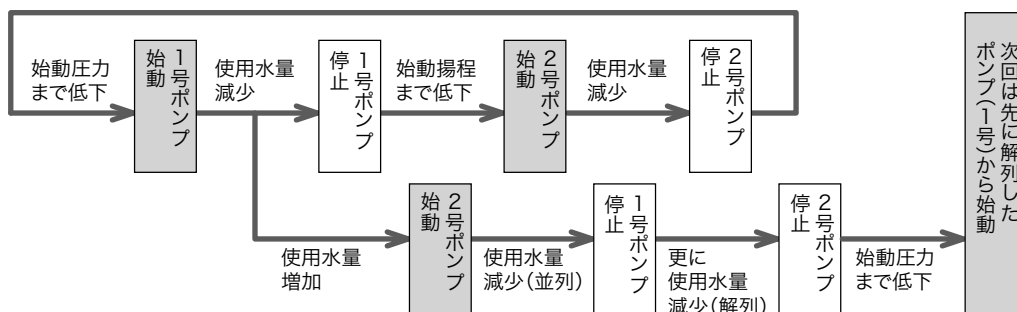 始動圧力
まで低下
1号ポンプ
始動
使用水量
減少
1号ポンプ
停止
始動揚程
まで低下
2号ポンプ
始動
使用水量
減少
2号ポンプ
停止
使用水量
増加
2号ポンプ
始動
使用水量
減少(並列)
1号ポンプ
停止
更に
使用水量
減少(解列)
2号ポンプ
停止
始動圧力
まで低下
次回は先に解列した
ポンプ(1号)から始動